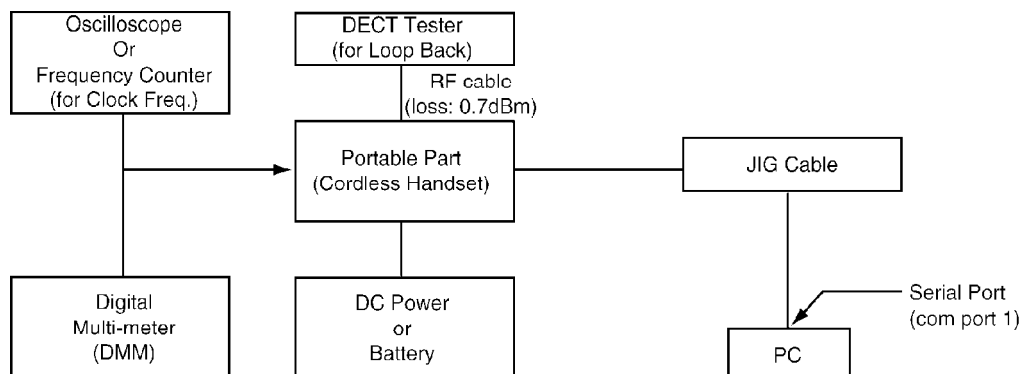 Oscilloscope
Or
Frequency Counter
(for Clock Freq.)
DECT Tester
(for Loop Back)
RF cable
(loss: 0.7dBm)
Portable Part
(Cordless Handset)
JIG Cable
Digital
Multi-meter
(DMM)
DC Power
or
Battery
Serial Port
(com port 1)
PC